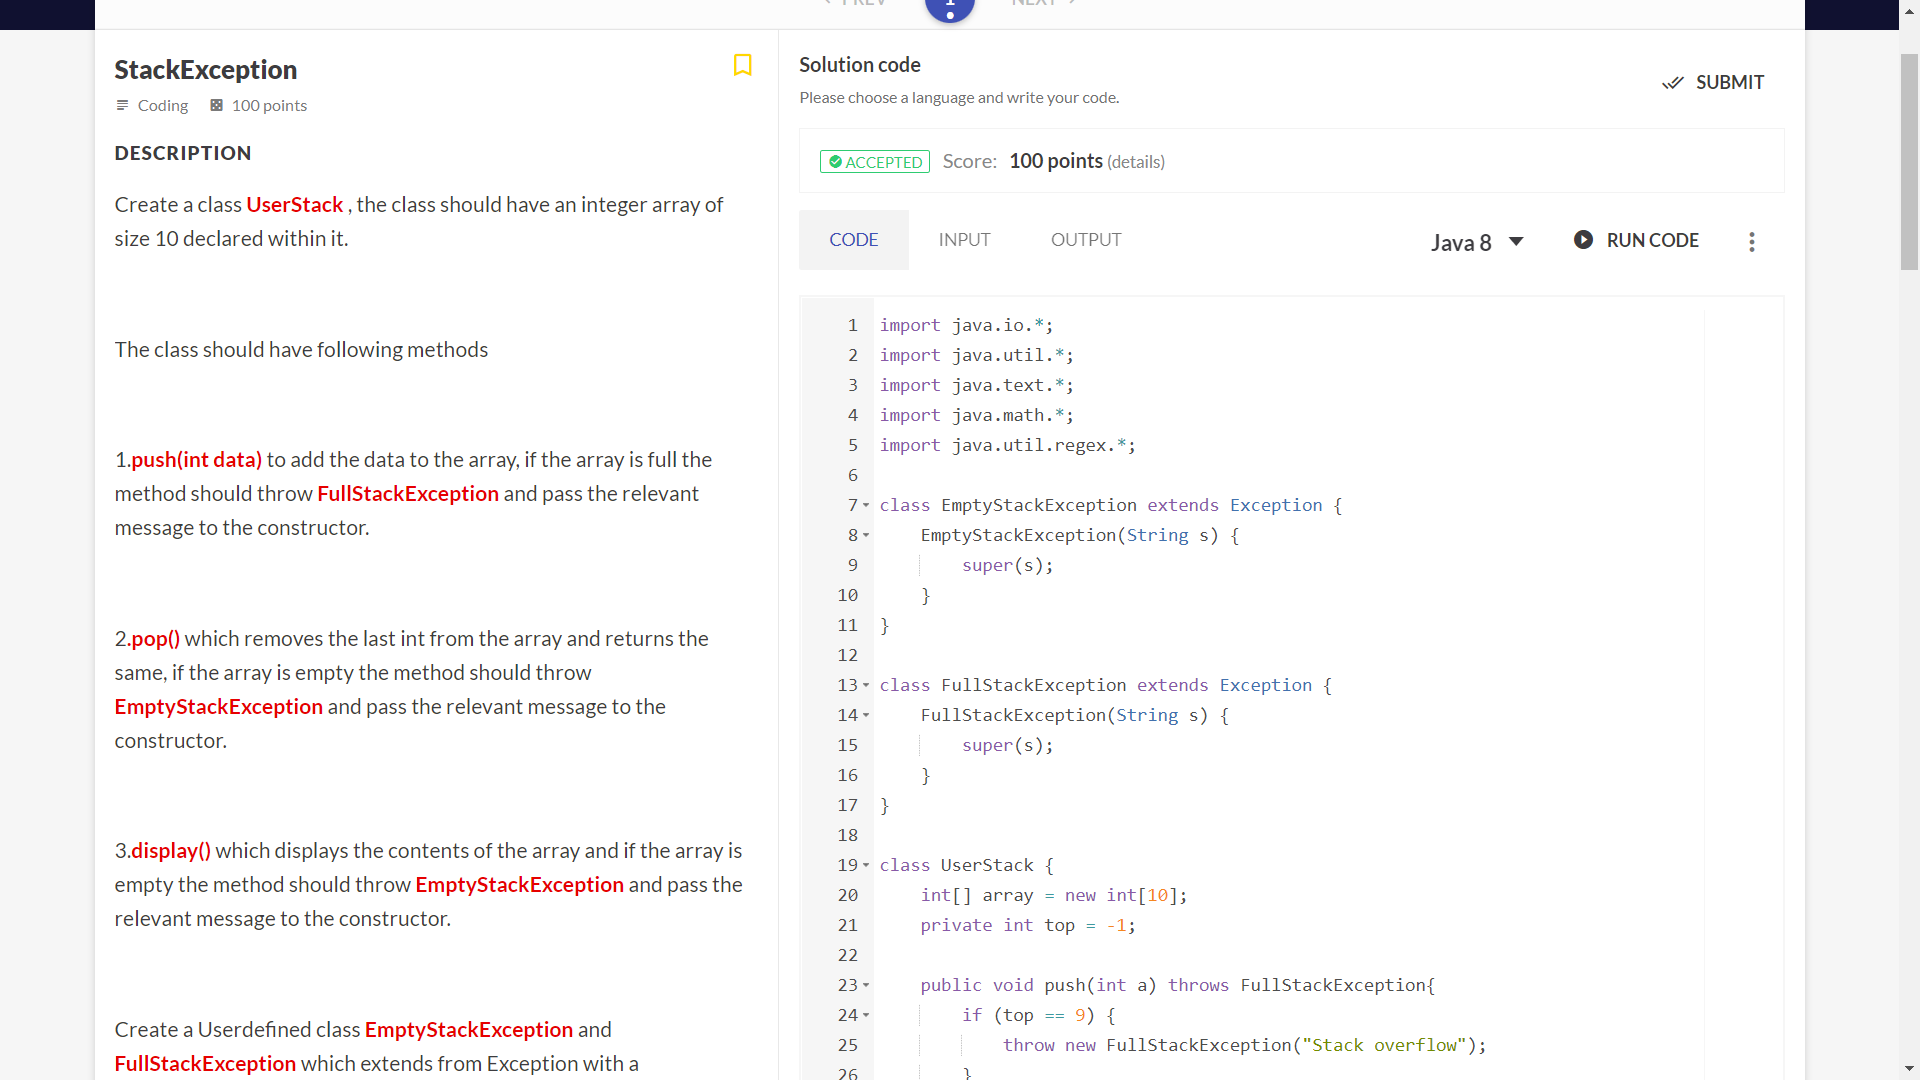 PREV 1 NEXT
StackException
Coding 100 points
DESCRIPTION
Create a class UserStack , the class should have an integer array of
size 10 declared within it.
The class should have following methods
1.push(int data) to add the data to the array, if the array is full the
method should throw FullStackException and pass the relevant
message to the constructor.
2.pop() which removes the last int from the array and returns the
same, if the array is empty the method should throw
EmptyStackException and pass the relevant message to the
constructor.
3.display() which displays the contents of the array and if the array is
empty the method should throw EmptyStackException and pass the
relevant message to the constructor.
Create a Userdefined class EmptyStackException and
FullStackException which extends from Exception with a
Solution code
Please choose a language and write your code.
SUBMIT
ACCEPTED Score: 100 points (details)
CODE INPUT OUTPUT Java 8 RUN CODE
1 import java.io.*;
2 import java.util.*;
3 import java.text.*;
4 import java.math.*;
5 import java.util.regex.*;
6
7 class EmptyStackException extends Exception {
8 EmptyStackException(String s) {
9 super(s);
10 }
11 }
12
13 class FullStackException extends Exception {
14 FullStackException(String s) {
15 super(s);
16 }
17 }
18
19 class UserStack {
20 int[] array = new int[10];
21 private int top = -1;
22
23 public void push(int a) throws FullStackException{
24 if (top == 9) {
25 throw new FullStackException("Stack overflow");
26 }